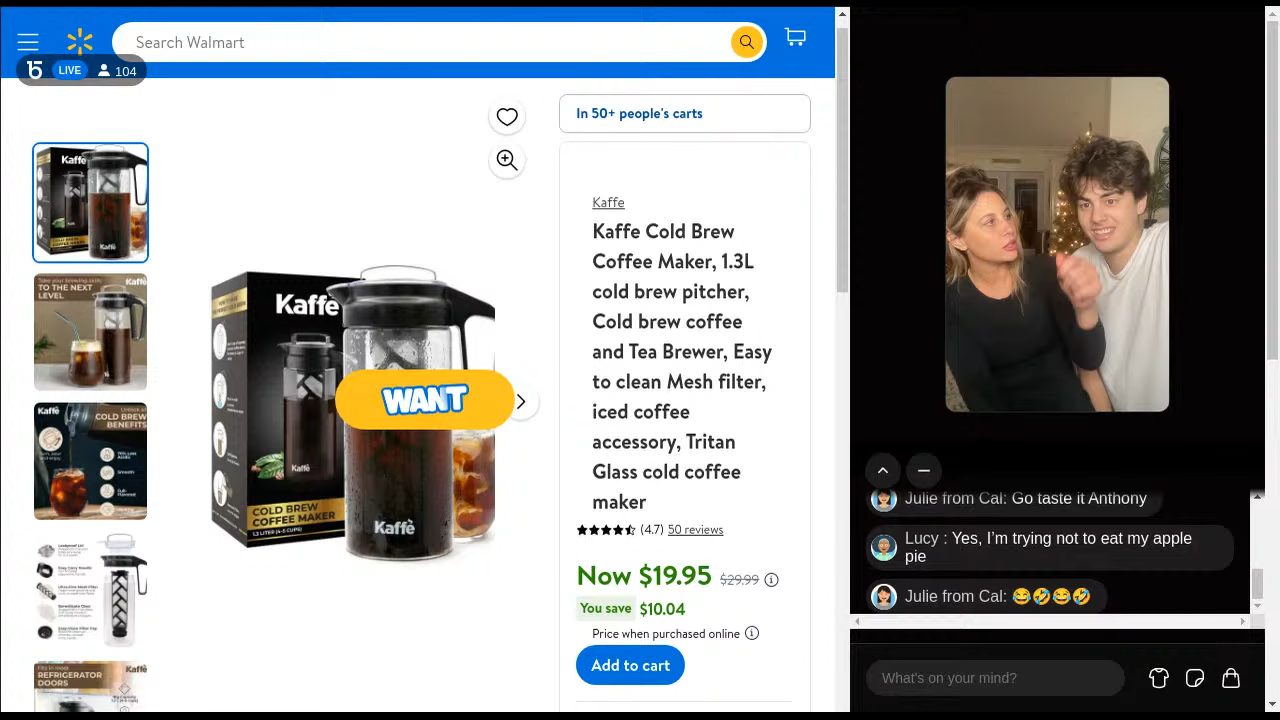 Search Walmart
LIVE 104
In 50+ people's carts
Kaffe
Kaffe Cold Brew
Coffee Maker, 1.3L
cold brew pitcher,
Cold brew coffee
and Tea Brewer, Easy
to clean Mesh filter,
iced coffee
accessory, Tritan
Glass cold coffee
maker
(4.7) 50 reviews
Now $19.95 $29.99
You save $10.04
Price when purchased online
Add to cart
Kaffe
TO THE NEXT
LEVEL
Kaffe
COLD BREW
BENEFITS
REFRIGERATOR
DOORS
Kaffe
Kaffe
WANT
Kaffe
COLD BREW
COFFEE MAKER
Kaffe
Julie from Cal: Go taste it Anthony
Lucy : Yes, I’m trying not to eat my apple
pie
Julie from Cal: 😂🤣😂🤣
What's on your mind?